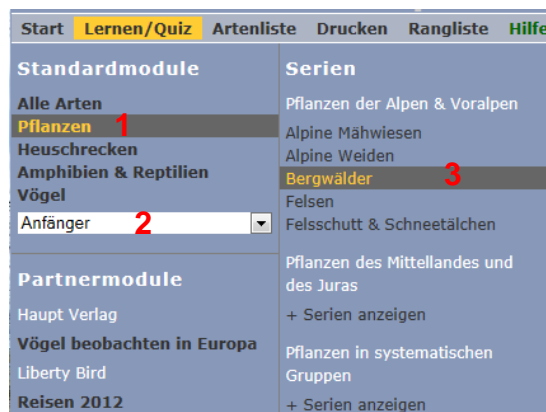 Start Lernen/Quiz Artenliste Drucken Rangliste Hilfe
Standardmodule
Alle Arten
Pflanzen 1
Heuschrecken
Amphibien & Reptilien
Vögel
Anfänger 2
Partnermodule
Haupt Verlag
Vögel beobachten in Europa
Liberty Bird
Reisen 2012
Serien
Pflanzen der Alpen & Voralpen
Alpine Mähwiesen
Alpine Weiden
Bergwälder 3
Felsen
Felsschutt & Schneetälchen
Pflanzen des Mittellandes und
des Juras
+ Serien anzeigen
Pflanzen in systematischen
Gruppen
+ Serien anzeigen